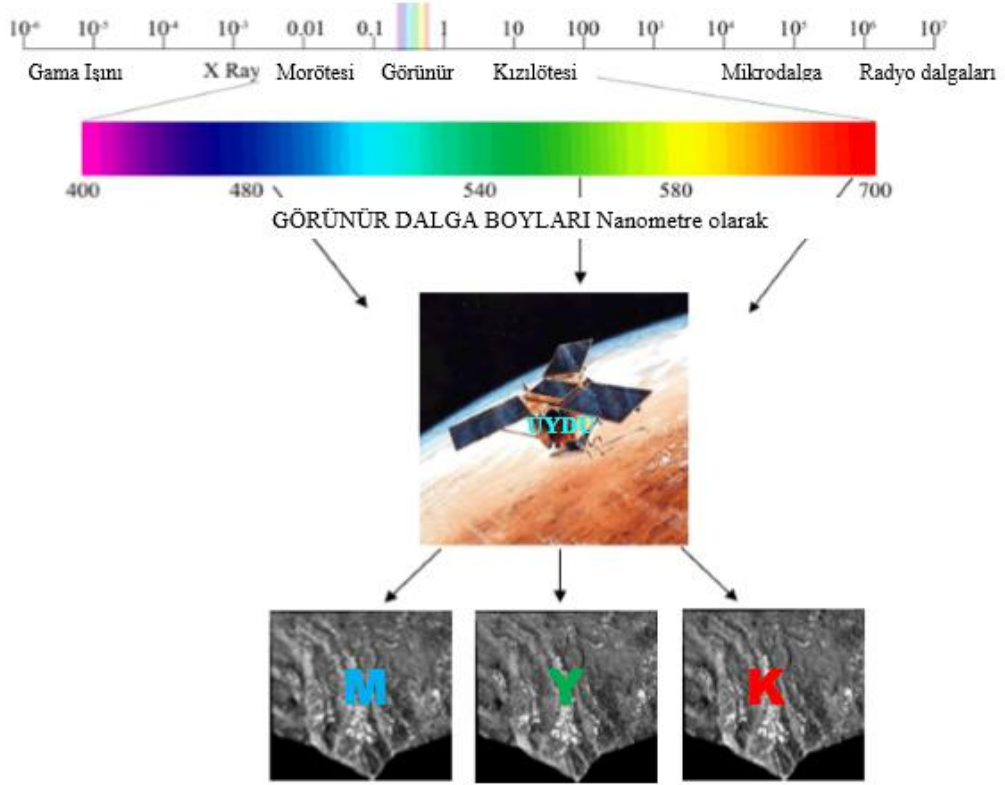 10⁻⁶ 10⁻⁵ 10⁻⁴ 10⁻³ 0.01 0.1 1 10 100 10³ 10⁴ 10⁵ 10⁶ 10⁷
Gama Işını X Ray Morötesi Görünür Kızılötesi Mikrodalga Radyo dalgaları
400 480 540 580 700
GÖRÜNÜR DALGA BOYLARI Nanometre olarak
UYDU
M Y K